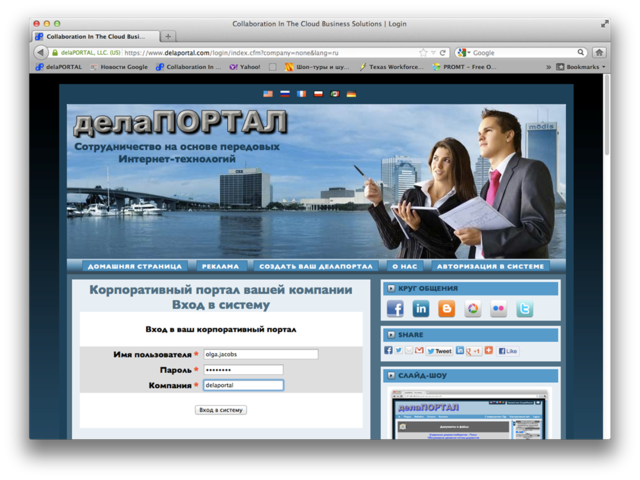 Collaboration In The Cloud Business Solutions | Login
Collaboration In The Cloud Busi...
delaPORTAL, LLC. (US)
https://www.delaportal.com/login/index.cfm?company=none&lang=ru
Google
delaPORTAL
Новости Google
Collaboration In ...
Yahoo!
Шоп-туры и шу...
Texas Workforce...
PROMT – Free O...
»
Bookmarks
делаПОРТАЛ
Сотрудничество на основе передовых
Интернет-технологий
modis
ДОМАШНЯЯ СТРАНИЦА
РЕКЛАМА
СОЗДАТЬ ВАШ ДЕЛАПОРТАЛ
О НАС
АВТОРИЗАЦИЯ В СИСТЕМЕ
Корпоративный портал вашей компании
Вход в систему
Вход в ваш корпоративный портал
Имя пользователя * olga.jacobs
Пароль * ••••••••
Компания * delaportal
Вход в систему
КРУГ ОБЩЕНИЯ
SHARE
Tweet
+1
Like
СЛАЙД-ШОУ
делаПОРТАЛ